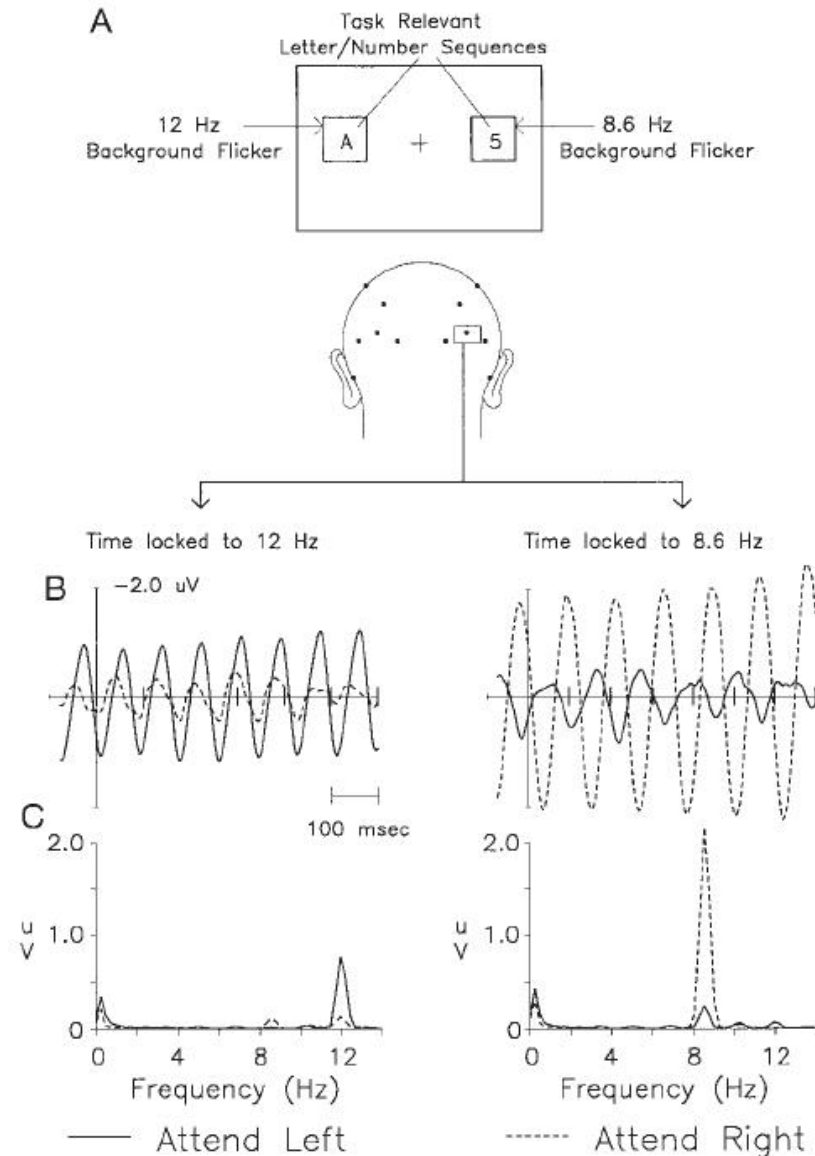 A
Task Relevant
Letter/Number Sequences
12 Hz
Background Flicker
A
+
5
8.6 Hz
Background Flicker
Time locked to 12 Hz
Time locked to 8.6 Hz
B
-2.0 uV
100 msec
C
2.0
1.0
0
u V
0 4 8 12
Frequency (Hz)
2.0
1.0
0
u V
0 4 8 12
Frequency (Hz)
Attend Left
Attend Right